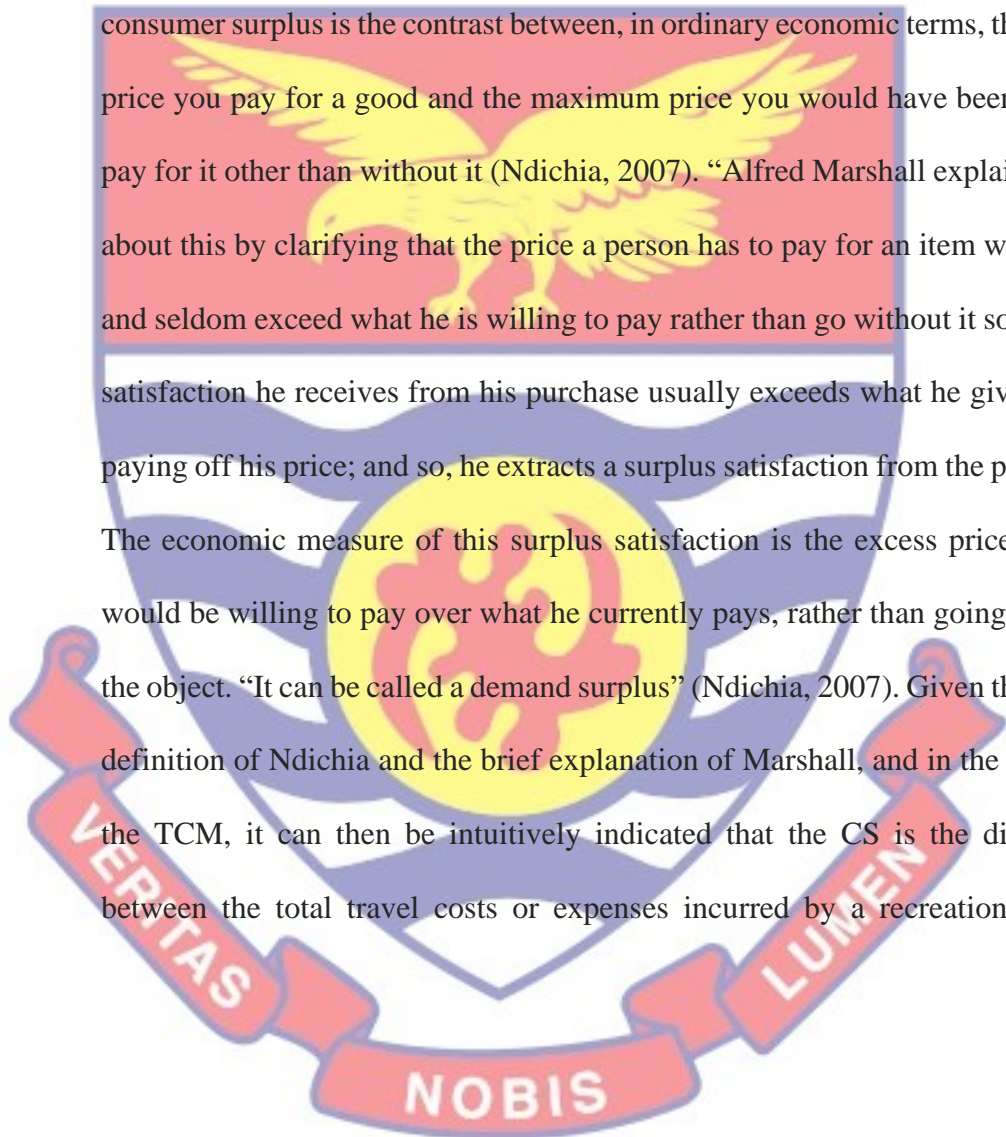 consumer surplus is the contrast between, in ordinary economic terms, th
price you pay for a good and the maximum price you would have been
pay for it other than without it (Ndichia, 2007). “Alfred Marshall explai
about this by clarifying that the price a person has to pay for an item w
and seldom exceed what he is willing to pay rather than go without it so
satisfaction he receives from his purchase usually exceeds what he giv
paying off his price; and so, he extracts a surplus satisfaction from the p
The economic measure of this surplus satisfaction is the excess price
would be willing to pay over what he currently pays, rather than going
the object. “It can be called a demand surplus” (Ndichia, 2007). Given th
definition of Ndichia and the brief explanation of Marshall, and in the
the TCM, it can then be intuitively indicated that the CS is the di
between the total travel costs or expenses incurred by a recreation
VERITAS
NOBIS
LUMEN